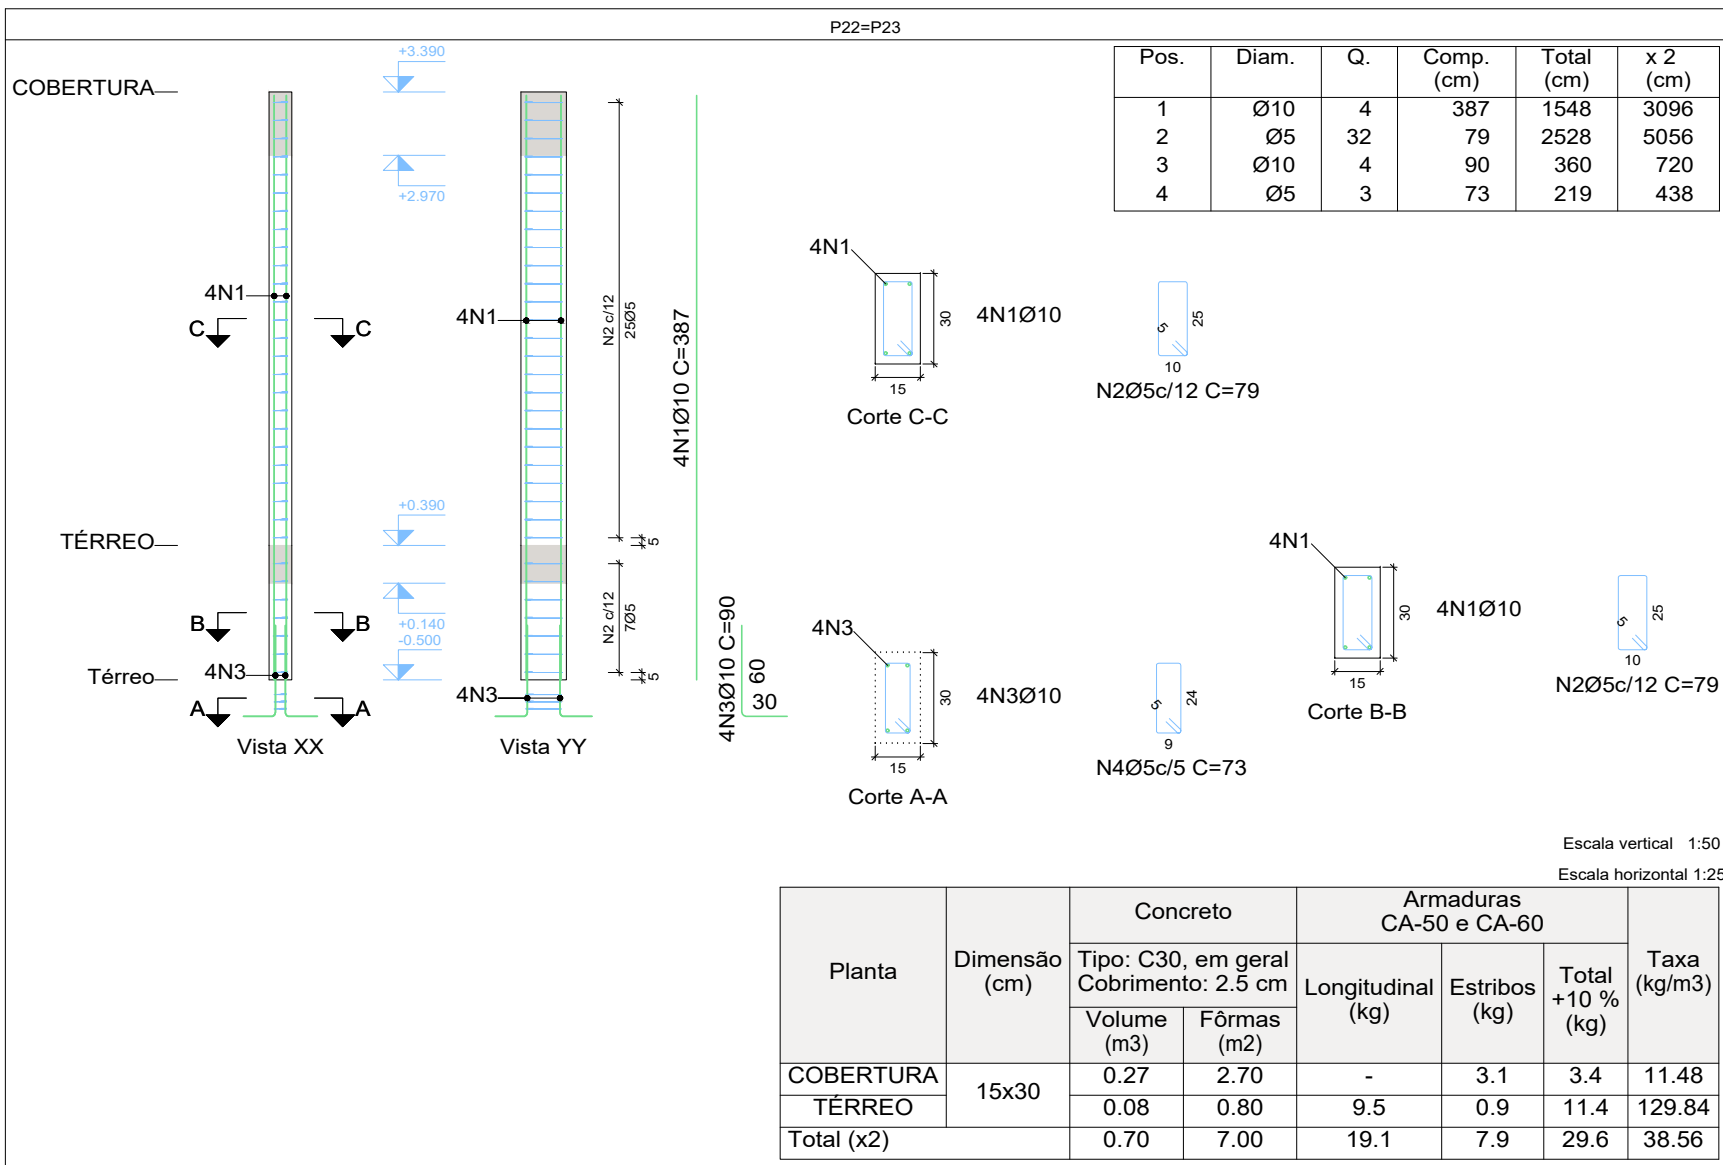 P22=P23
COBERTURA
+3.390
+2.970
4N1
C C
4N1
N2 c/12
25Ø5
4N1Ø10 C=387
TÉRREO
+0.390
5
B B
+0.140
-0.500
N2 c/12
7Ø5
Térreo
4N3
5
A A
4N3
4N3Ø10 C=90
60
30
Vista XX
Vista YY
Pos. Diam. Q. Comp. (cm) Total (cm) x 2 (cm)
1 Ø10 4 387 1548 3096
2 Ø5 32 79 2528 5056
3 Ø10 4 90 360 720
4 Ø5 3 73 219 438
4N1
30
15
4N1Ø10
Corte C-C
5
25
10
N2Ø5c/12 C=79
4N3
30
15
4N3Ø10
Corte A-A
5
24
9
N4Ø5c/5 C=73
4N1
30
15
4N1Ø10
Corte B-B
5
25
10
N2Ø5c/12 C=79
Escala vertical 1:50
Escala horizontal 1:25
Planta
Dimensão
(cm)
Concreto
Tipo: C30, em geral
Cobrimento: 2.5 cm
Volume
(m3)
Fôrmas
(m2)
Armaduras
CA-50 e CA-60
Longitudinal
(kg)
Estribos
(kg)
Total
+10 %
(kg)
Taxa
(kg/m3)
COBERTURA 15x30 0.27 2.70 - 3.1 3.4 11.48
TÉRREO 0.08 0.80 9.5 0.9 11.4 129.84
Total (x2) 0.70 7.00 19.1 7.9 29.6 38.56